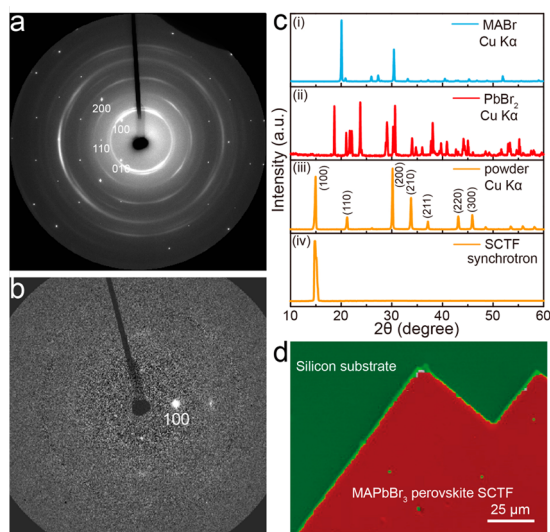 a
200
100
110
010
b
100
c
Intensity (a.u.)
(i)
MABr
Cu Kα
(ii)
PbBr₂
Cu Kα
(iii)
powder
Cu Kα
(100)
(110)
(200)
(210)
(211)
(220)
(300)
(iv)
SCTF
synchrotron
10 20 30 40 50 60
2θ (degree)
d
Silicon substrate
MAPbBr₃ perovskite SCTF
25 µm